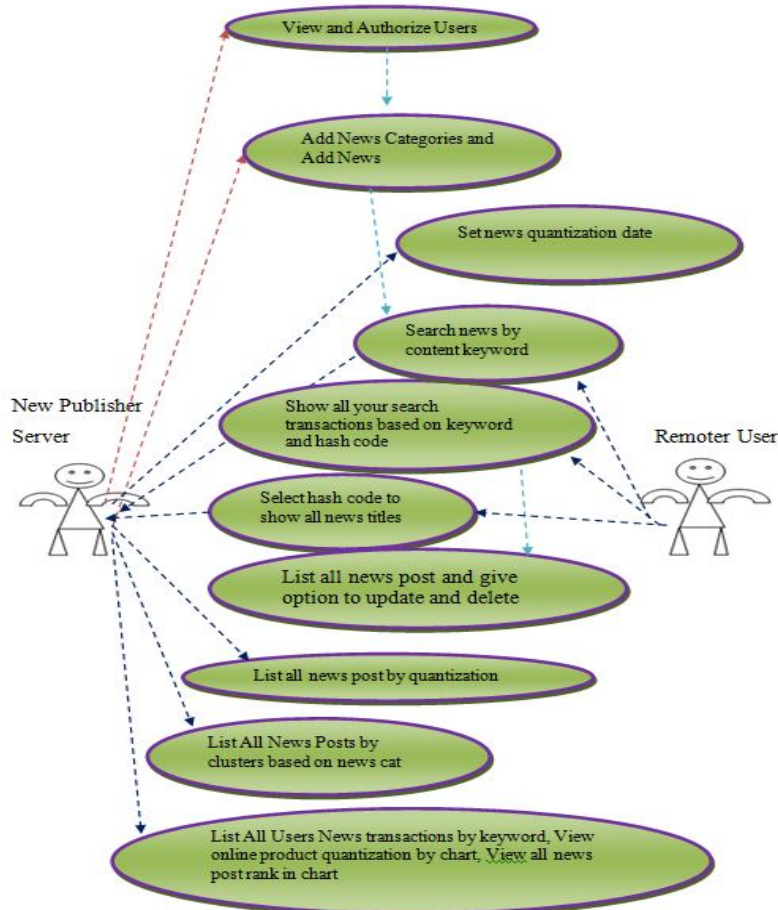 View and Authorize Users
Add News Categories and
Add News
Set news quantization date
Search news by
content keyword
New Publisher
Server
Show all your search
transactions based on keyword
and hash code
Remoter User
Select hash code to
show all news titles
List all news post and give
option to update and delete
List all news post by quantization
List All News Posts by
clusters based on news cat
List All Users News transactions by keyword, View
online product quantization by chart, View all news
post rank in chart